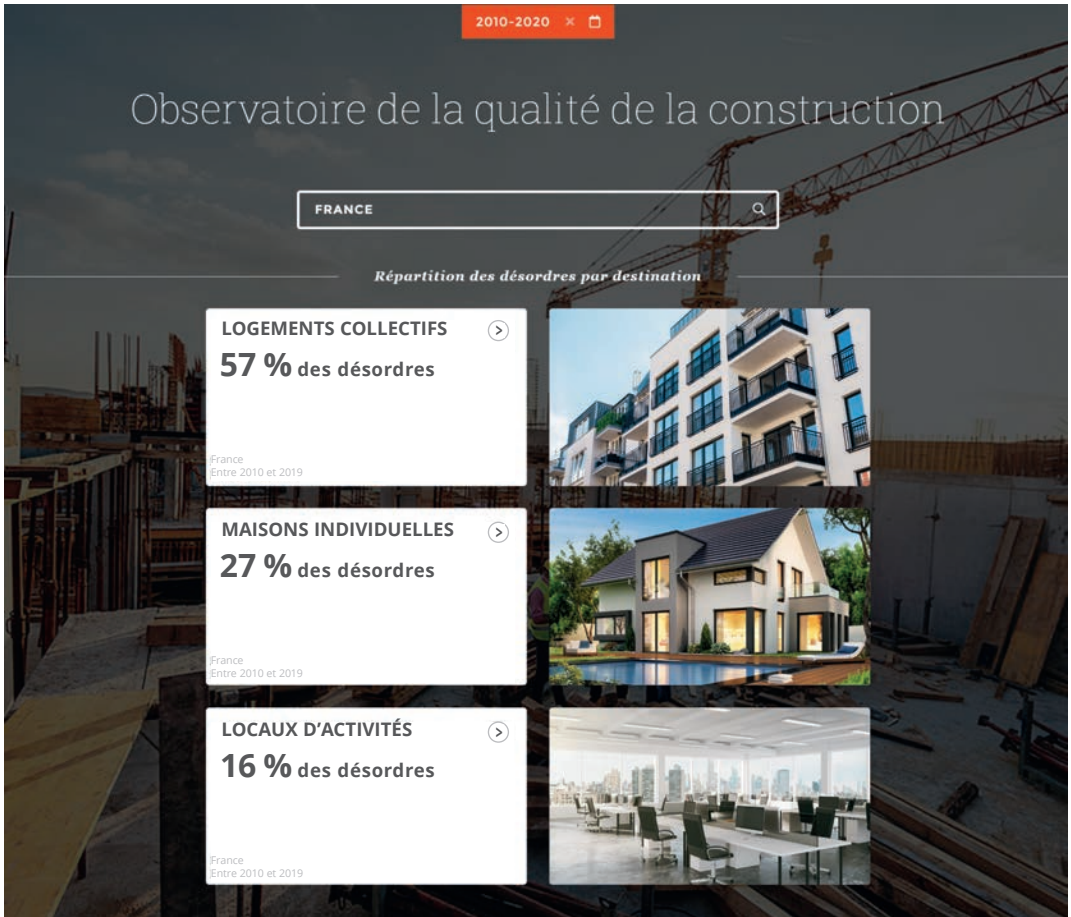 2010-2020
Observatoire de la qualité de la construction
FRANCE
Répartition des désordres par destination
LOGEMENTS COLLECTIFS
57 % des désordres
France
Entre 2010 et 2019
MAISONS INDIVIDUELLES
27 % des désordres
France
Entre 2010 et 2019
LOCAUX D’ACTIVITÉS
16 % des désordres
France
Entre 2010 et 2019